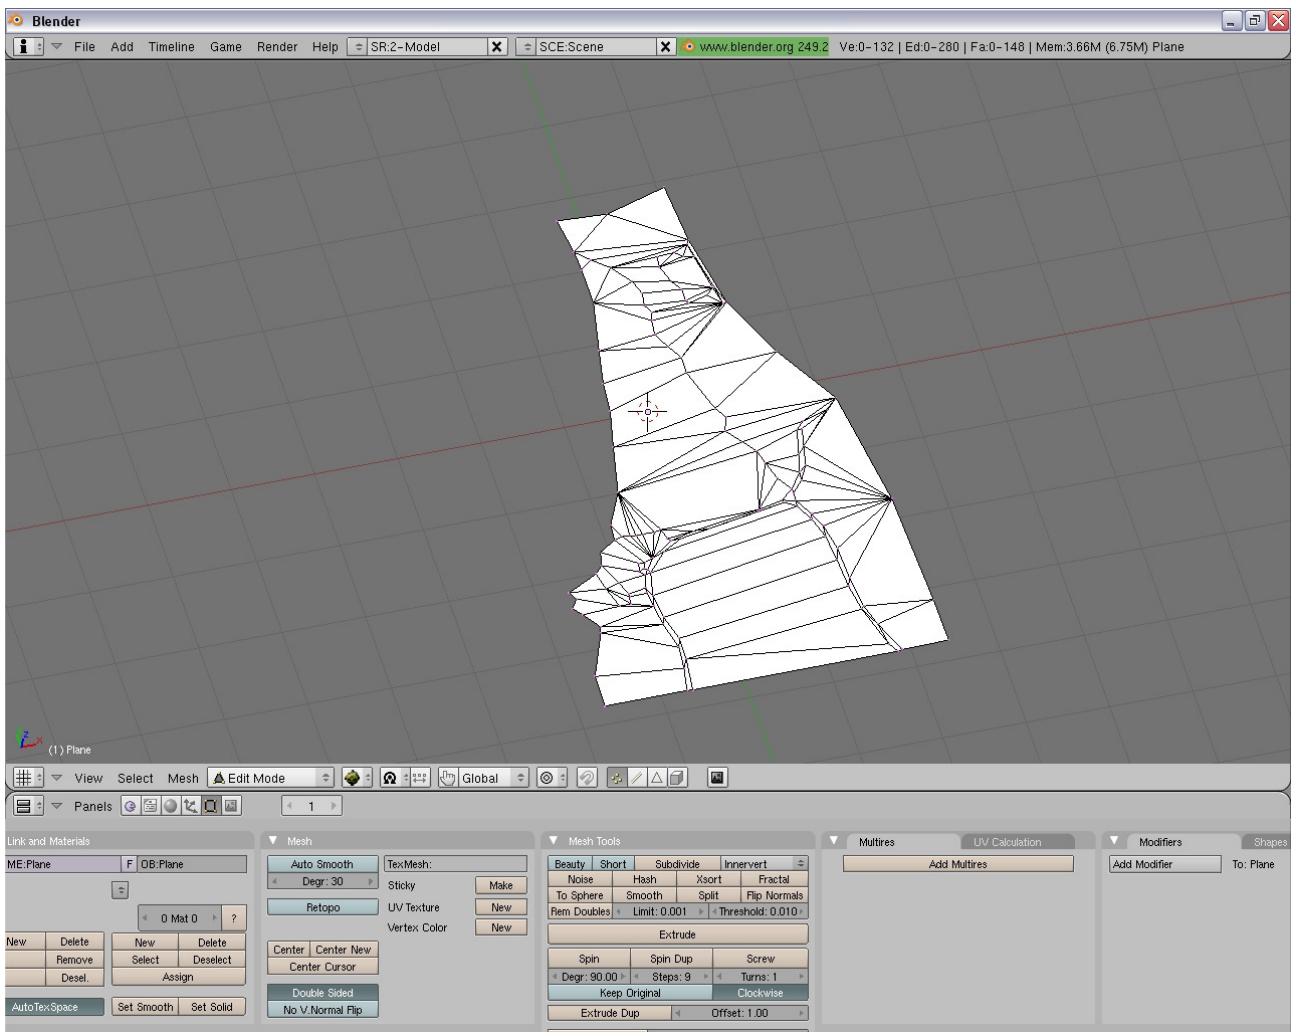 Blender
File Add Timeline Game Render Help SR:2-Model X SCE:Scene X www.blender.org 249.2 Ve:0-132 | Ed:0-280 | Fa:0-148 | Mem:3.66M (6.75M) Plane
(1) Plane
View Select Mesh Edit Mode Global
Panels 1
Link and Materials Mesh Mesh Tools Multires UV Calculation Modifiers Shapes
ME:Plane F OB:Plane Auto Smooth TexMesh: Beauty Short Subdivide Innervert Add Multires Add Modifier To: Plane
Degr: 30 Sticky Make Noise Hash Xsort Fractal
To Sphere Smooth Split Flip Normals
0 Mat 0 ? Retopo UV Texture New Rem Doubles Limit: 0.001 Threshold: 0.010
Vertex Color New Extrude
New Delete New Delete Center Center New
Remove Select Deselect Center Cursor Spin Spin Dup Screw
Desel. Assign Degr: 90.00 Steps: 9 Turns: 1
Double Sided Keep Original Clockwise
AutoTexSpace Set Smooth Set Solid No V.Normal Flip Extrude Dup Offset: 1.00